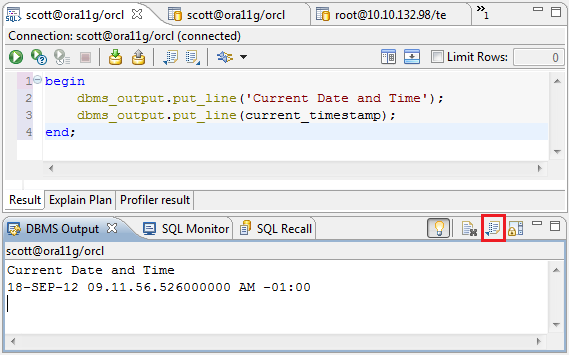 scott@ora11g/orcl
scott@ora11g/orcl
root@10.10.132.98/te
»1
Connection: scott@ora11g/orcl (connected)
Limit Rows: 0
1 begin
2 dbms_output.put_line('Current Date and Time');
3 dbms_output.put_line(current_timestamp);
4 end;
Result Explain Plan Profiler result
DBMS Output SQL Monitor SQL Recall
scott@ora11g/orcl
Current Date and Time
18-SEP-12 09.11.56.526000000 AM -01:00